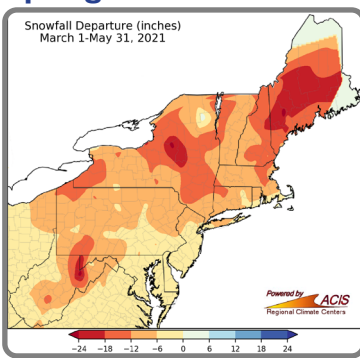 Snowfall Departure (inches)
March 1-May 31, 2021
Powered by ACIS
Regional Climate Centers
−24 −18 −12 −6 0 6 12 18 24